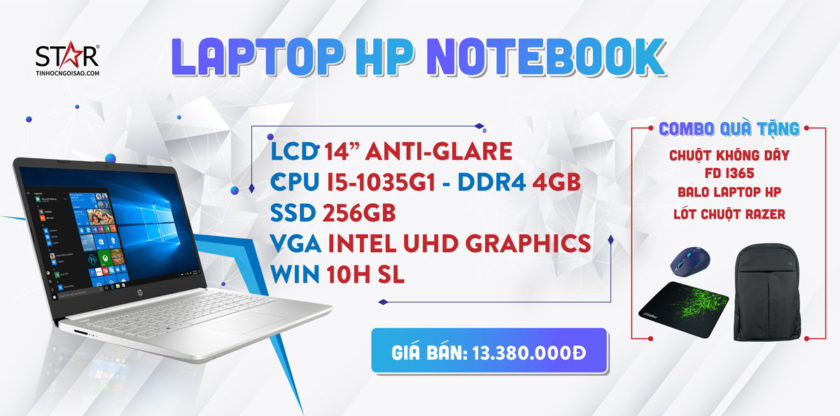 STAR®
TINHOCNGOISAO.COM
LAPTOP HP NOTEBOOK
LCD 14” ANTI-GLARE
CPU I5-1035G1 - DDR4 4GB
SSD 256GB
VGA INTEL UHD GRAPHICS
WIN 10H SL
GIÁ BÁN: 13.380.000Đ
COMBO QUÀ TẶNG
CHUỘT KHÔNG DÂY
FD I365
BALO LAPTOP HP
LÓT CHUỘT RAZER